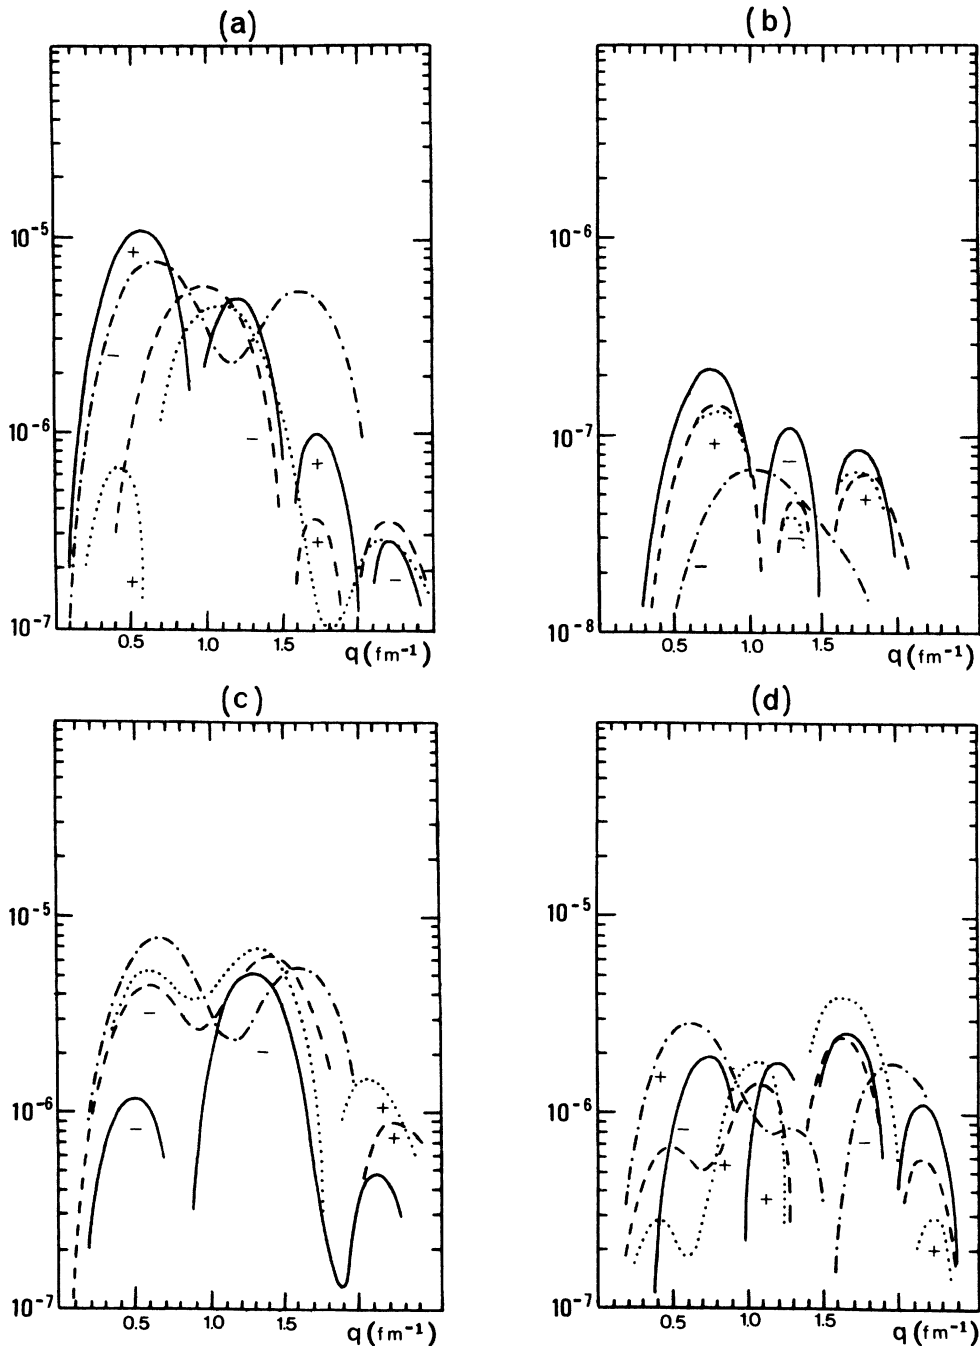 (a)
10⁻⁵
10⁻⁶
10⁻⁷
+
−
−
+
+
+
−
0.5 1.0 1.5
q (fm⁻¹)
(b)
10⁻⁶
10⁻⁷
10⁻⁸
+
−
−
−
+
0.5 1.0 1.5
q (fm⁻¹)
(c)
10⁻⁵
10⁻⁶
10⁻⁷
−
−
−
+
+
0.5 1.0 1.5
q (fm⁻¹)
(d)
10⁻⁵
10⁻⁶
10⁻⁷
+
−
+
+
−
+
0.5 1.0 1.5
q (fm⁻¹)